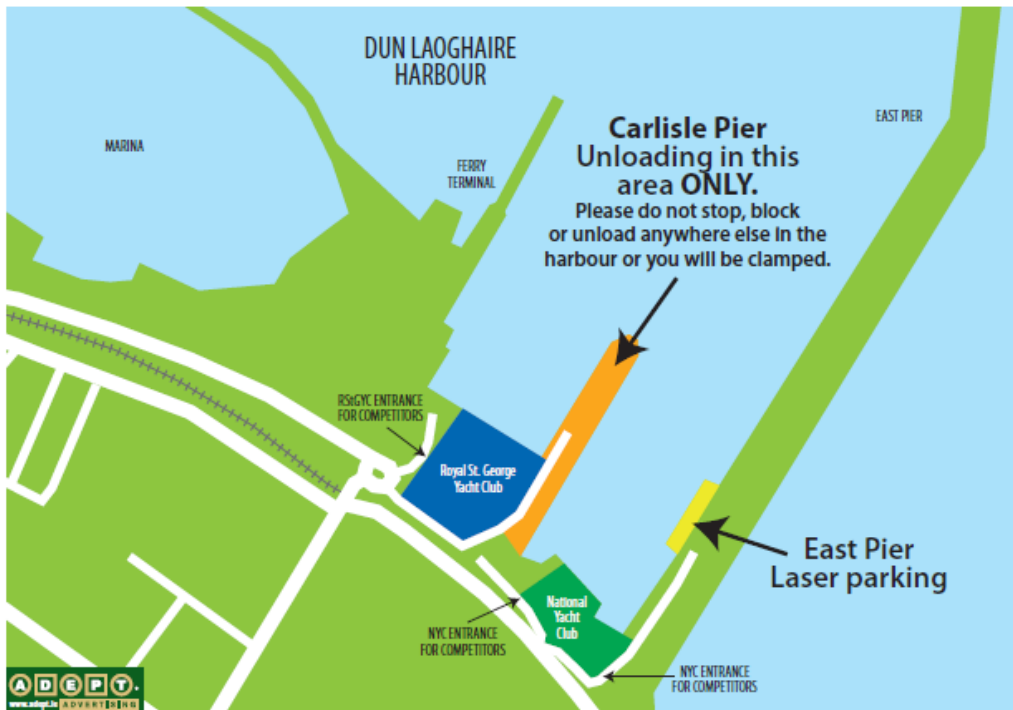 DUN LAOGHAIRE
HARBOUR
MARINA
FERRY
TERMINAL
EAST PIER
Carlisle Pier
Unloading in this
area ONLY.
Please do not stop, block
or unload anywhere else in the
harbour or you will be clamped.
RStGYC ENTRANCE
FOR COMPETITORS
Royal St. George
Yacht Club
East Pier
Laser parking
National
Yacht
Club
NYC ENTRANCE
FOR COMPETITORS
NYC ENTRANCE
FOR COMPETITORS
ADEPT.
www.adept.ie ADVERTISING